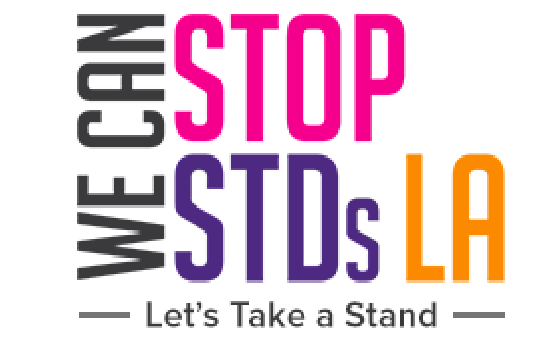 WE CAN
STOP
STDs LA
Let's Take a Stand